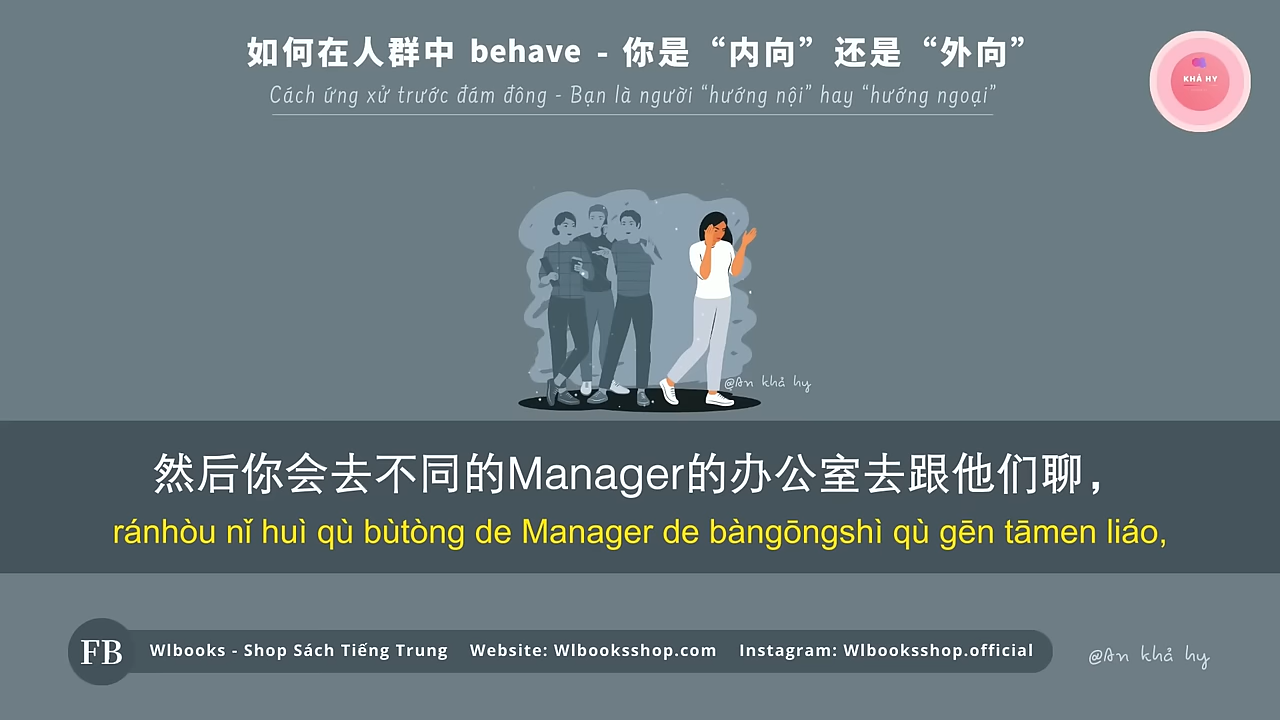 如何在人群中 behave - 你是“内向”还是“外向”
Cách ứng xử trước đám đông - Bạn là người “hướng nội” hay “hướng ngoại”
KHẢ HY
@An khả hy
然后你会去不同的Manager的办公室去跟他们聊，
ránhòu nǐ huì qù bùtòng de Manager de bàngōngshì qù gēn tāmen liáo,
FB Wlbooks - Shop Sách Tiếng Trung Website: Wlbooksshop.com Instagram: Wlbooksshop.official
@An khả hy